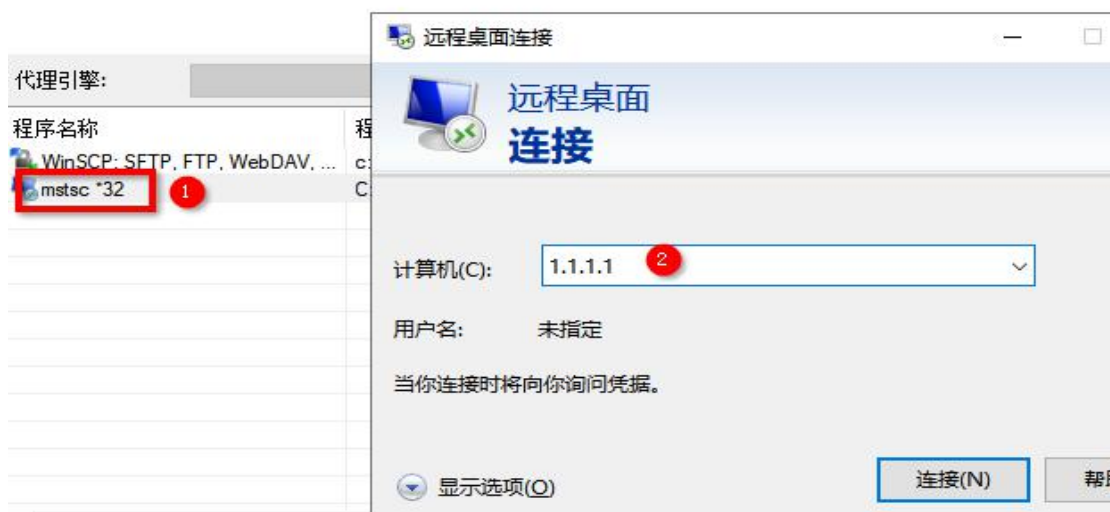 远程桌面连接
代理引擎:
远程桌面
连接
程序名称
程
WinSCP: SFTP, FTP, WebDAV, ...
c:
mstsc *32
1
C
计算机(C):
1.1.1.1
2
用户名:
未指定
当你连接时将向你询问凭据。
显示选项(O)
连接(N)
帮